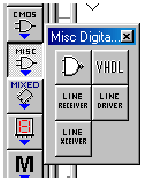 CMOS
MISC
MIXED
M
Misc Digita...
VHDL
LINE
RECEIVER
LINE
DRIVER
LINE
XCEIVER